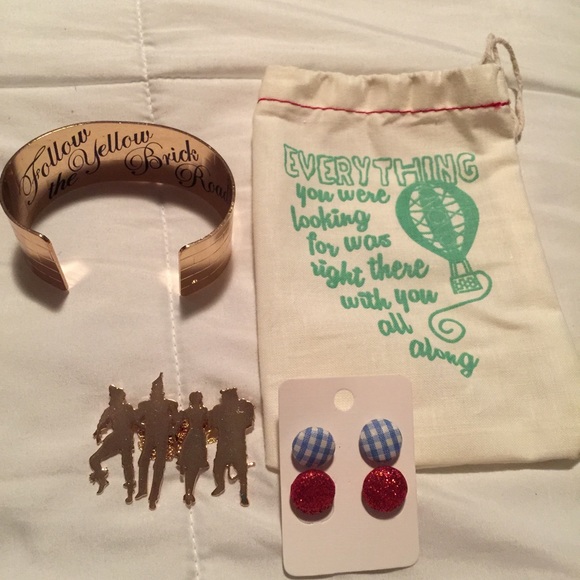 Follow
the Yellow
Brick
Road
EVERYTHING
you were
looking
for was
right there
with you
all
along